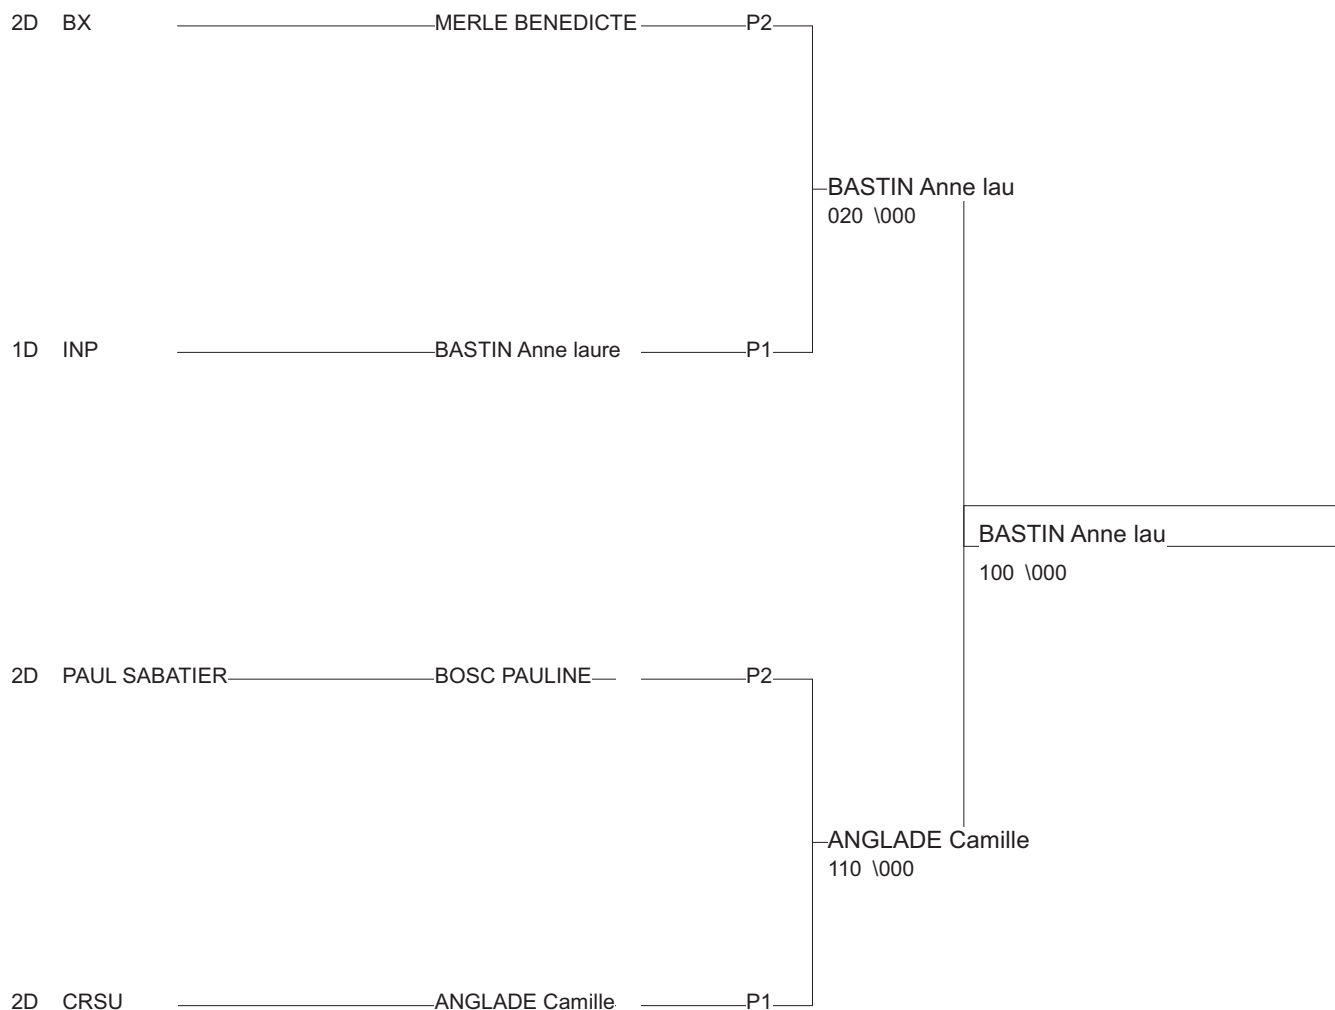 2D BX MERLE BENEDICTE P2
BASTIN Anne lau
020 \000
1D INP BASTIN Anne laure P1
BASTIN Anne lau
100 \000
2D PAUL SABATIER BOSC PAULINE P2
ANGLADE Camille
110 \000
2D CRSU ANGLADE Camille P1